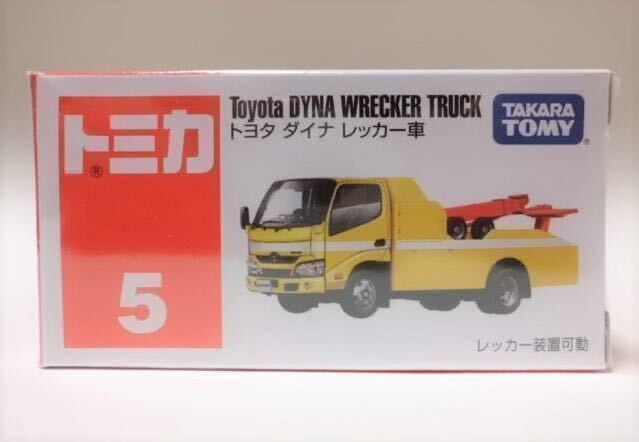 トミカ
®
5
Toyota DYNA WRECKER TRUCK
トヨタ ダイナ レッカー車
TAKARA
TOMY
®
レッカー装置可動